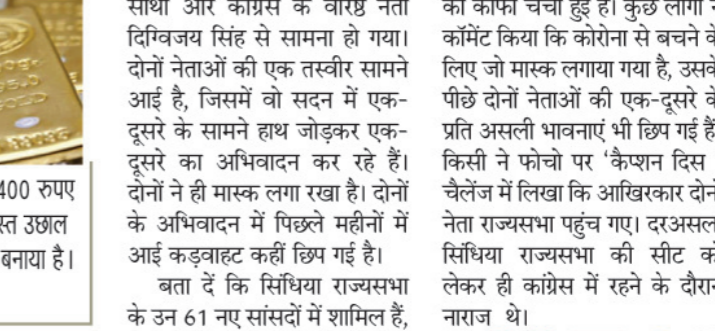 400 रुपए
स्त उछाल
बनाया है।
साथी और कांग्रेस के वरिष्ठ नेता
दिग्विजय सिंह से सामना हो गया।
दोनों नेताओं की एक तस्वीर सामने
आई है, जिसमें वो सदन में एक-
दूसरे के सामने हाथ जोड़कर एक-
दूसरे का अभिवादन कर रहे हैं।
दोनों ने ही मास्क लगा रखा है। दोनों
के अभिवादन में पिछले महीनों में
आई कड़वाहट कहीं छिप गई है।
बता दें कि सिंधिया राज्यसभा
के उन 61 नए सांसदों में शामिल हैं,
की काफी चर्चा हुई है। कुछ लोगों ने
कॉमेंट किया कि कोरोना से बचने के
लिए जो मास्क लगाया गया है, उसके
पीछे दोनों नेताओं की एक-दूसरे के
प्रति असली भावनाएं भी छिप गई हैं
किसी ने फोचो पर ‘कैप्शन दिस
चैलेंज में लिखा कि आखिरकार दोनों
नेता राज्यसभा पहुंच गए। दरअसल
सिंधिया राज्यसभा की सीट को
लेकर ही कांग्रेस में रहने के दौरान
नाराज थे।